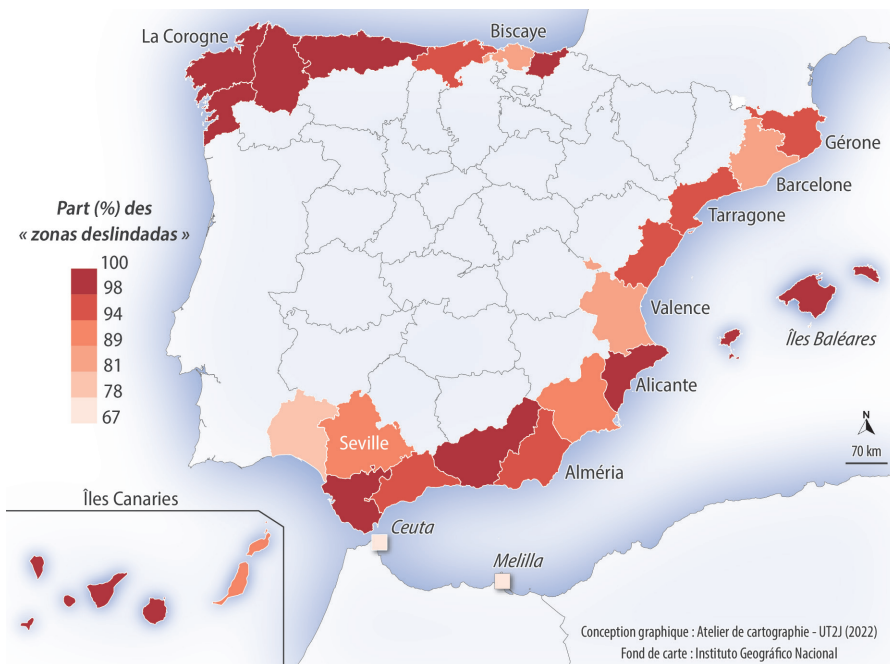 La Corogne
Biscaye
Gérone
Barcelone
Tarragone
Part (%) des
« zonas deslindadas »
100
98
94
89
81
78
67
Valence
Îles Baléares
Alicante
N
70 km
Seville
Alméria
Îles Canaries
Ceuta
Melilla
Conception graphique : Atelier de cartographie - UT2J (2022)
Fond de carte : Instituto Geográfico Nacional